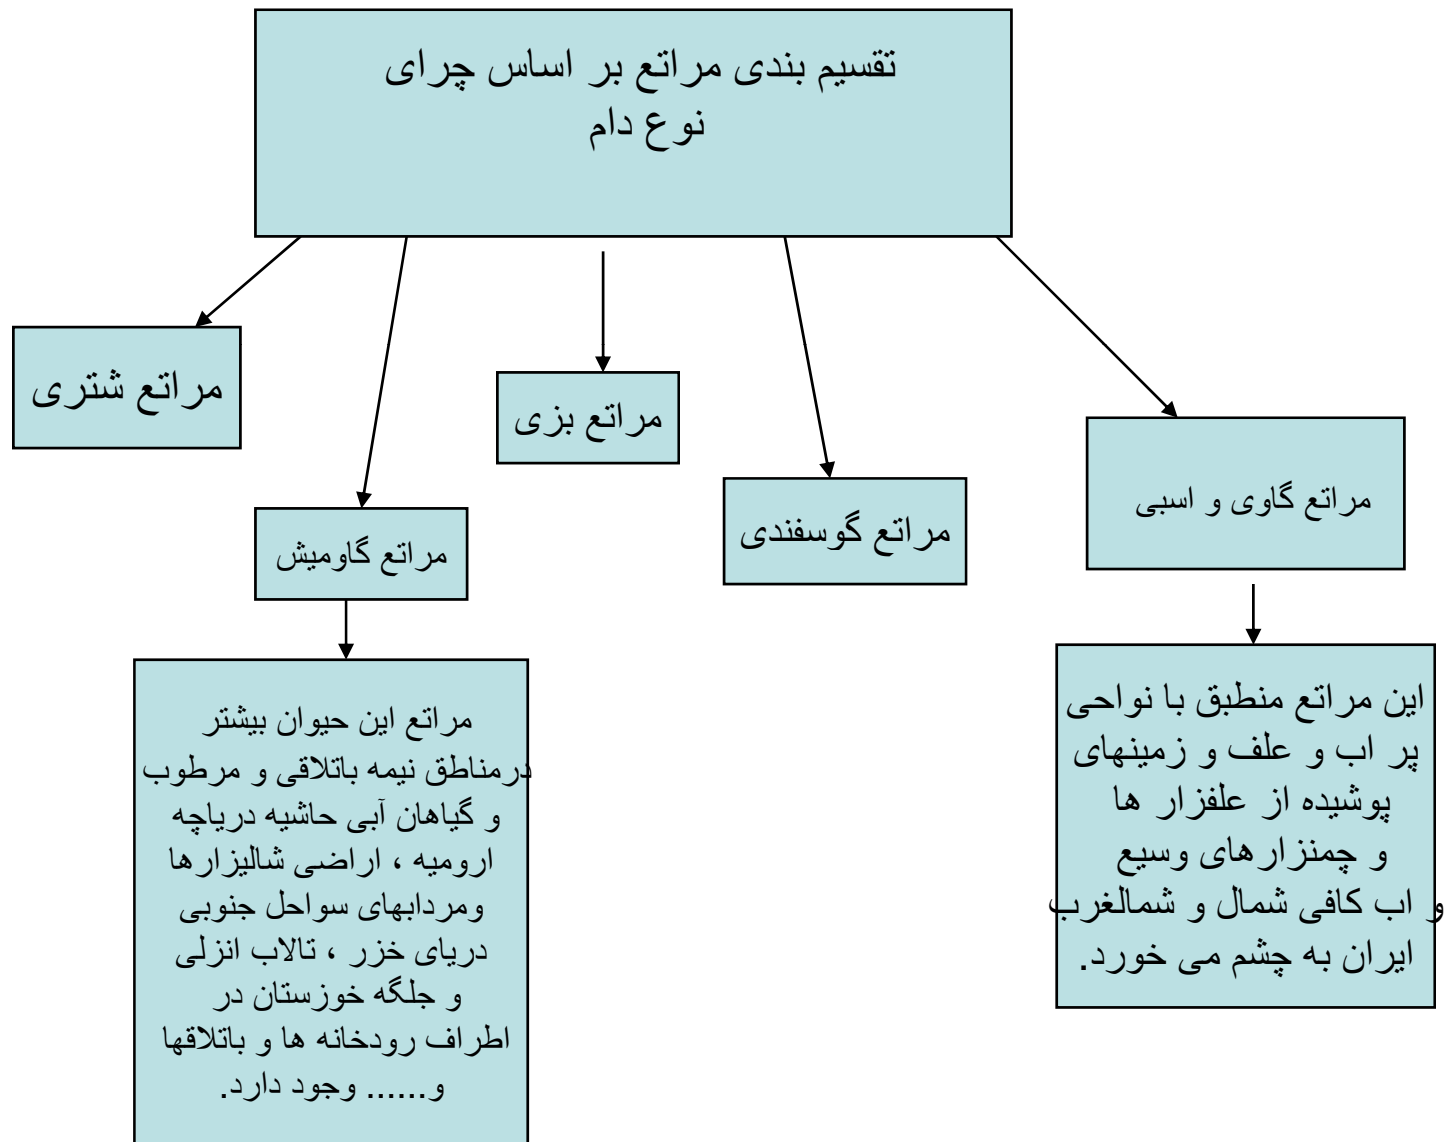 تقسیم بندی مراتع بر اساس چرای
نوع دام
مراتع شتری
مراتع بزی
مراتع گاوی و اسبی
مراتع گوسفندی
مراتع گاومیش
این مراتع منطبق با نواحی
پر اب و علف و زمینهای
پوشیده از علفزار ها
و چمنزارهای وسیع
و اب کافی شمال و شمالغرب
ایران به چشم می خورد.
مراتع این حیوان بیشتر
درمناطق نیمه باتلاقی و مرطوب
و گیاهان آبی حاشیه دریاچه
ارومیه ، اراضی شالیزارها
ومردابهای سواحل جنوبی
دریای خزر ، تالاب انزلی
و جلگه خوزستان در
اطراف رودخانه ها و باتلاقها
و...... وجود دارد.